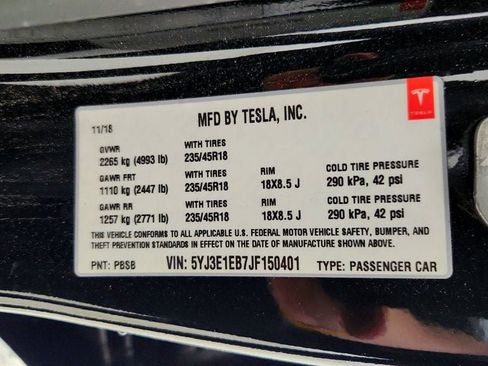 MFD BY TESLA, INC.
TESLA
11/18
GVWR WITH TIRES
2265 kg (4993 lb) 235/45R18
GAWR FRT WITH TIRES RIM COLD TIRE PRESSURE
1110 kg (2447 lb) 235/45R18 18X8.5 J 290 kPa, 42 psi
GAWR RR WITH TIRES RIM COLD TIRE PRESSURE
1257 kg (2771 lb) 235/45R18 18X8.5 J 290 kPa, 42 psi
THIS VEHICLE CONFORMS TO ALL APPLICABLE U.S. FEDERAL MOTOR VEHICLE SAFETY, BUMPER, AND
THEFT PREVENTION STANDARDS IN EFFECT ON DATE OF MANUFACTURE SHOWN ABOVE.
PNT: PBSB VIN: 5YJ3E1EB7JF150401 TYPE: PASSENGER CAR